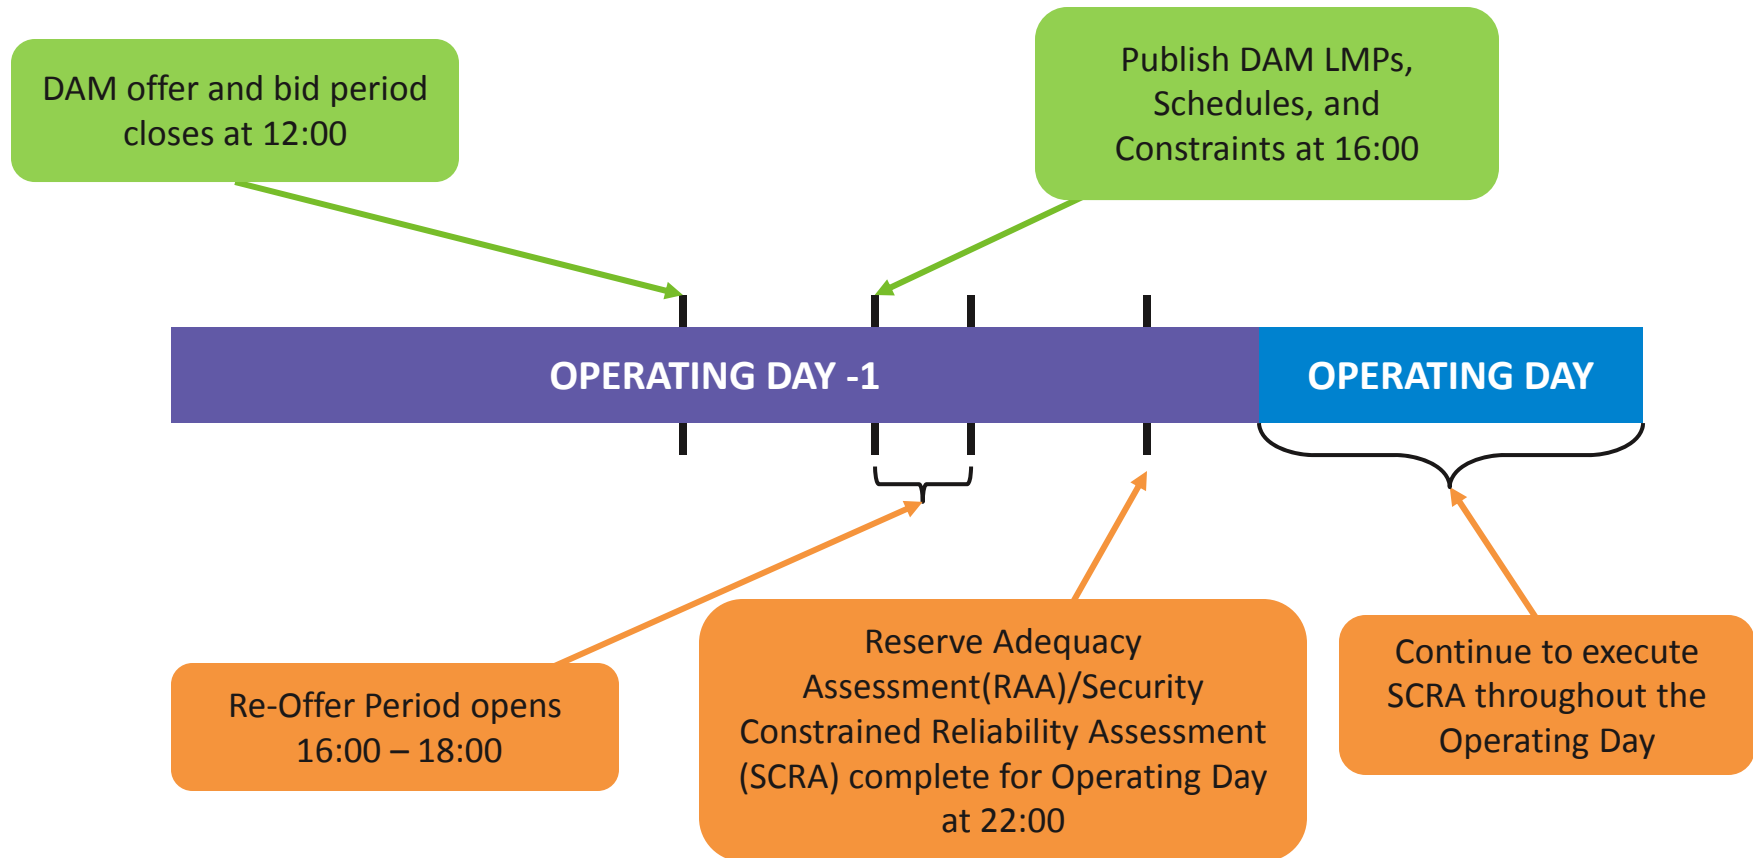 DAM offer and bid period
closes at 12:00
Publish DAM LMPs,
Schedules, and
Constraints at 16:00
OPERATING DAY -1
OPERATING DAY
Re-Offer Period opens
16:00 – 18:00
Reserve Adequacy
Assessment(RAA)/Security
Constrained Reliability Assessment
(SCRA) complete for Operating Day
at 22:00
Continue to execute
SCRA throughout the
Operating Day